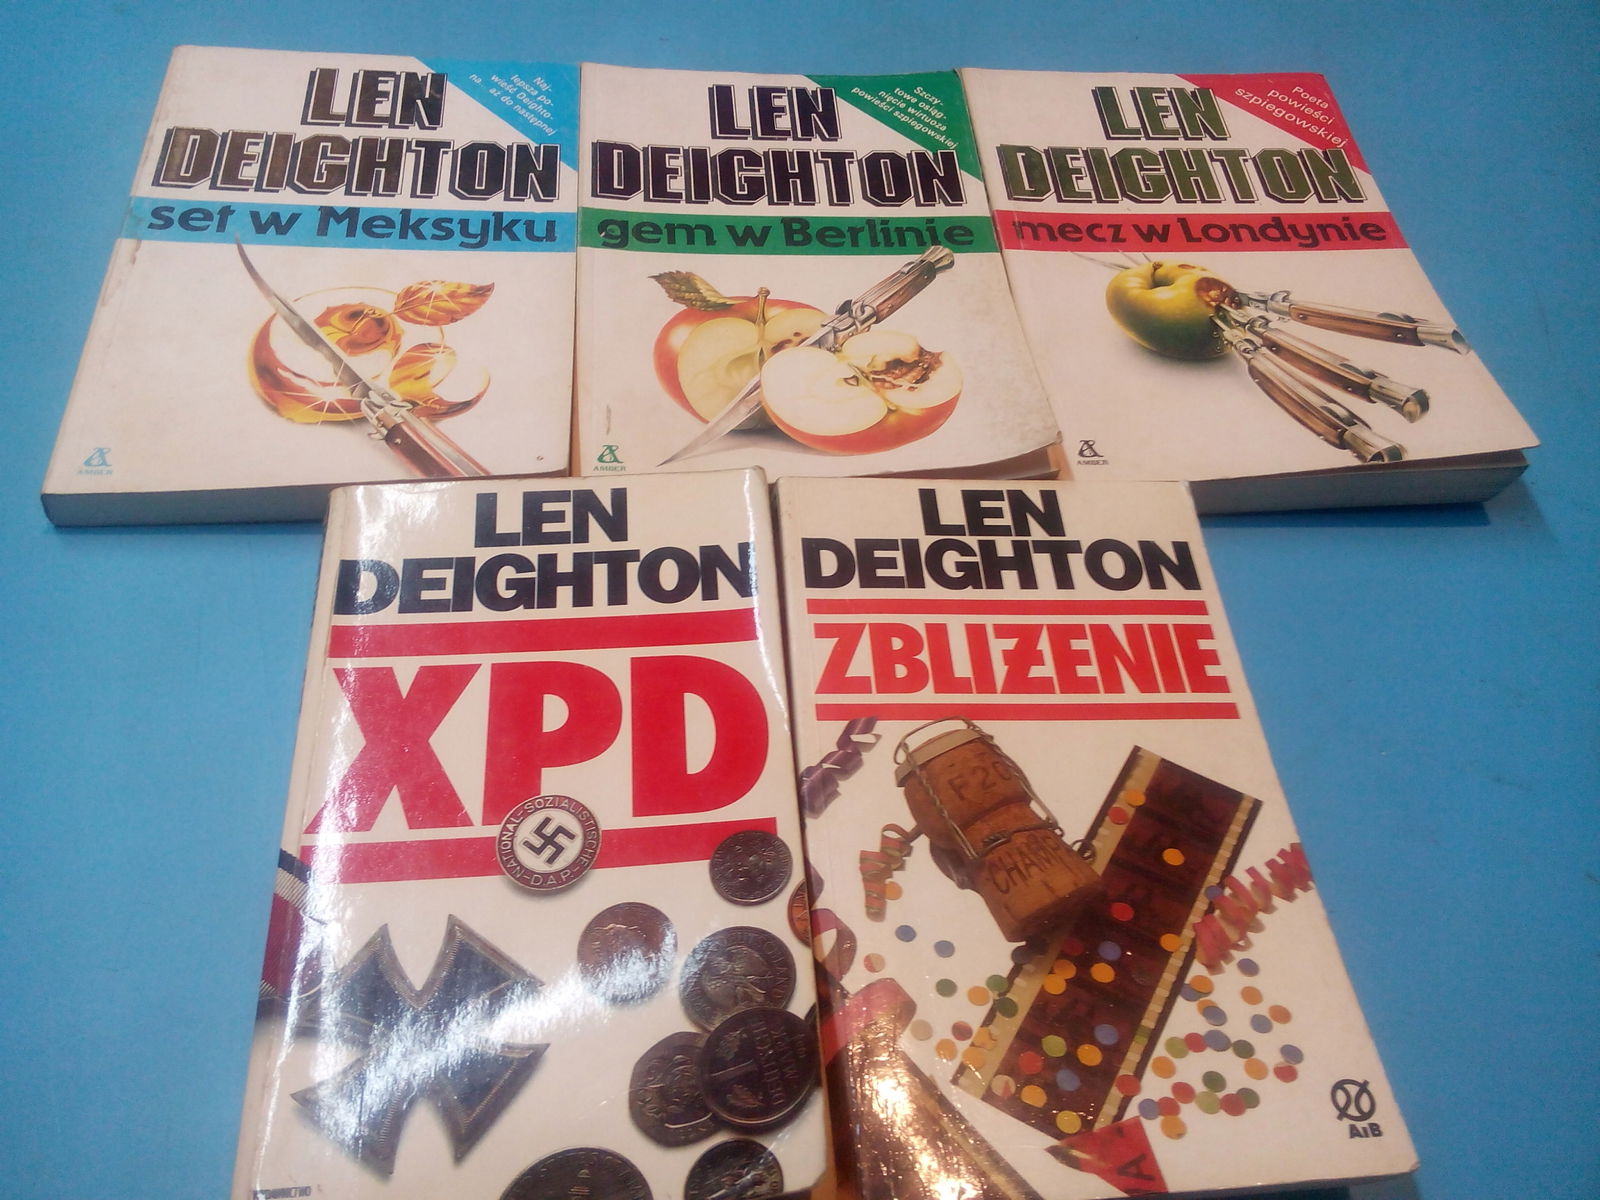 LEN
DEIGHTON
set w Meksyku
Naj-
lepsza po-
wieść Deighto-
na... aż do następnej
AMBER
LEN
DEIGHTON
gem w Berlinie
Szczy-
towe osiąg-
nięcie wirtuoza
powieści szpiegowskiej
AMBER
LEN
DEIGHTON
mecz w Londynie
Poeta
powieści
szpiegowskiej
AMBER
LEN
DEIGHTON
XPD
NATIONAL-SOZIALISTISCHE
D.A.P.
LEN
DEIGHTON
ZBLIŻENIE
AiB